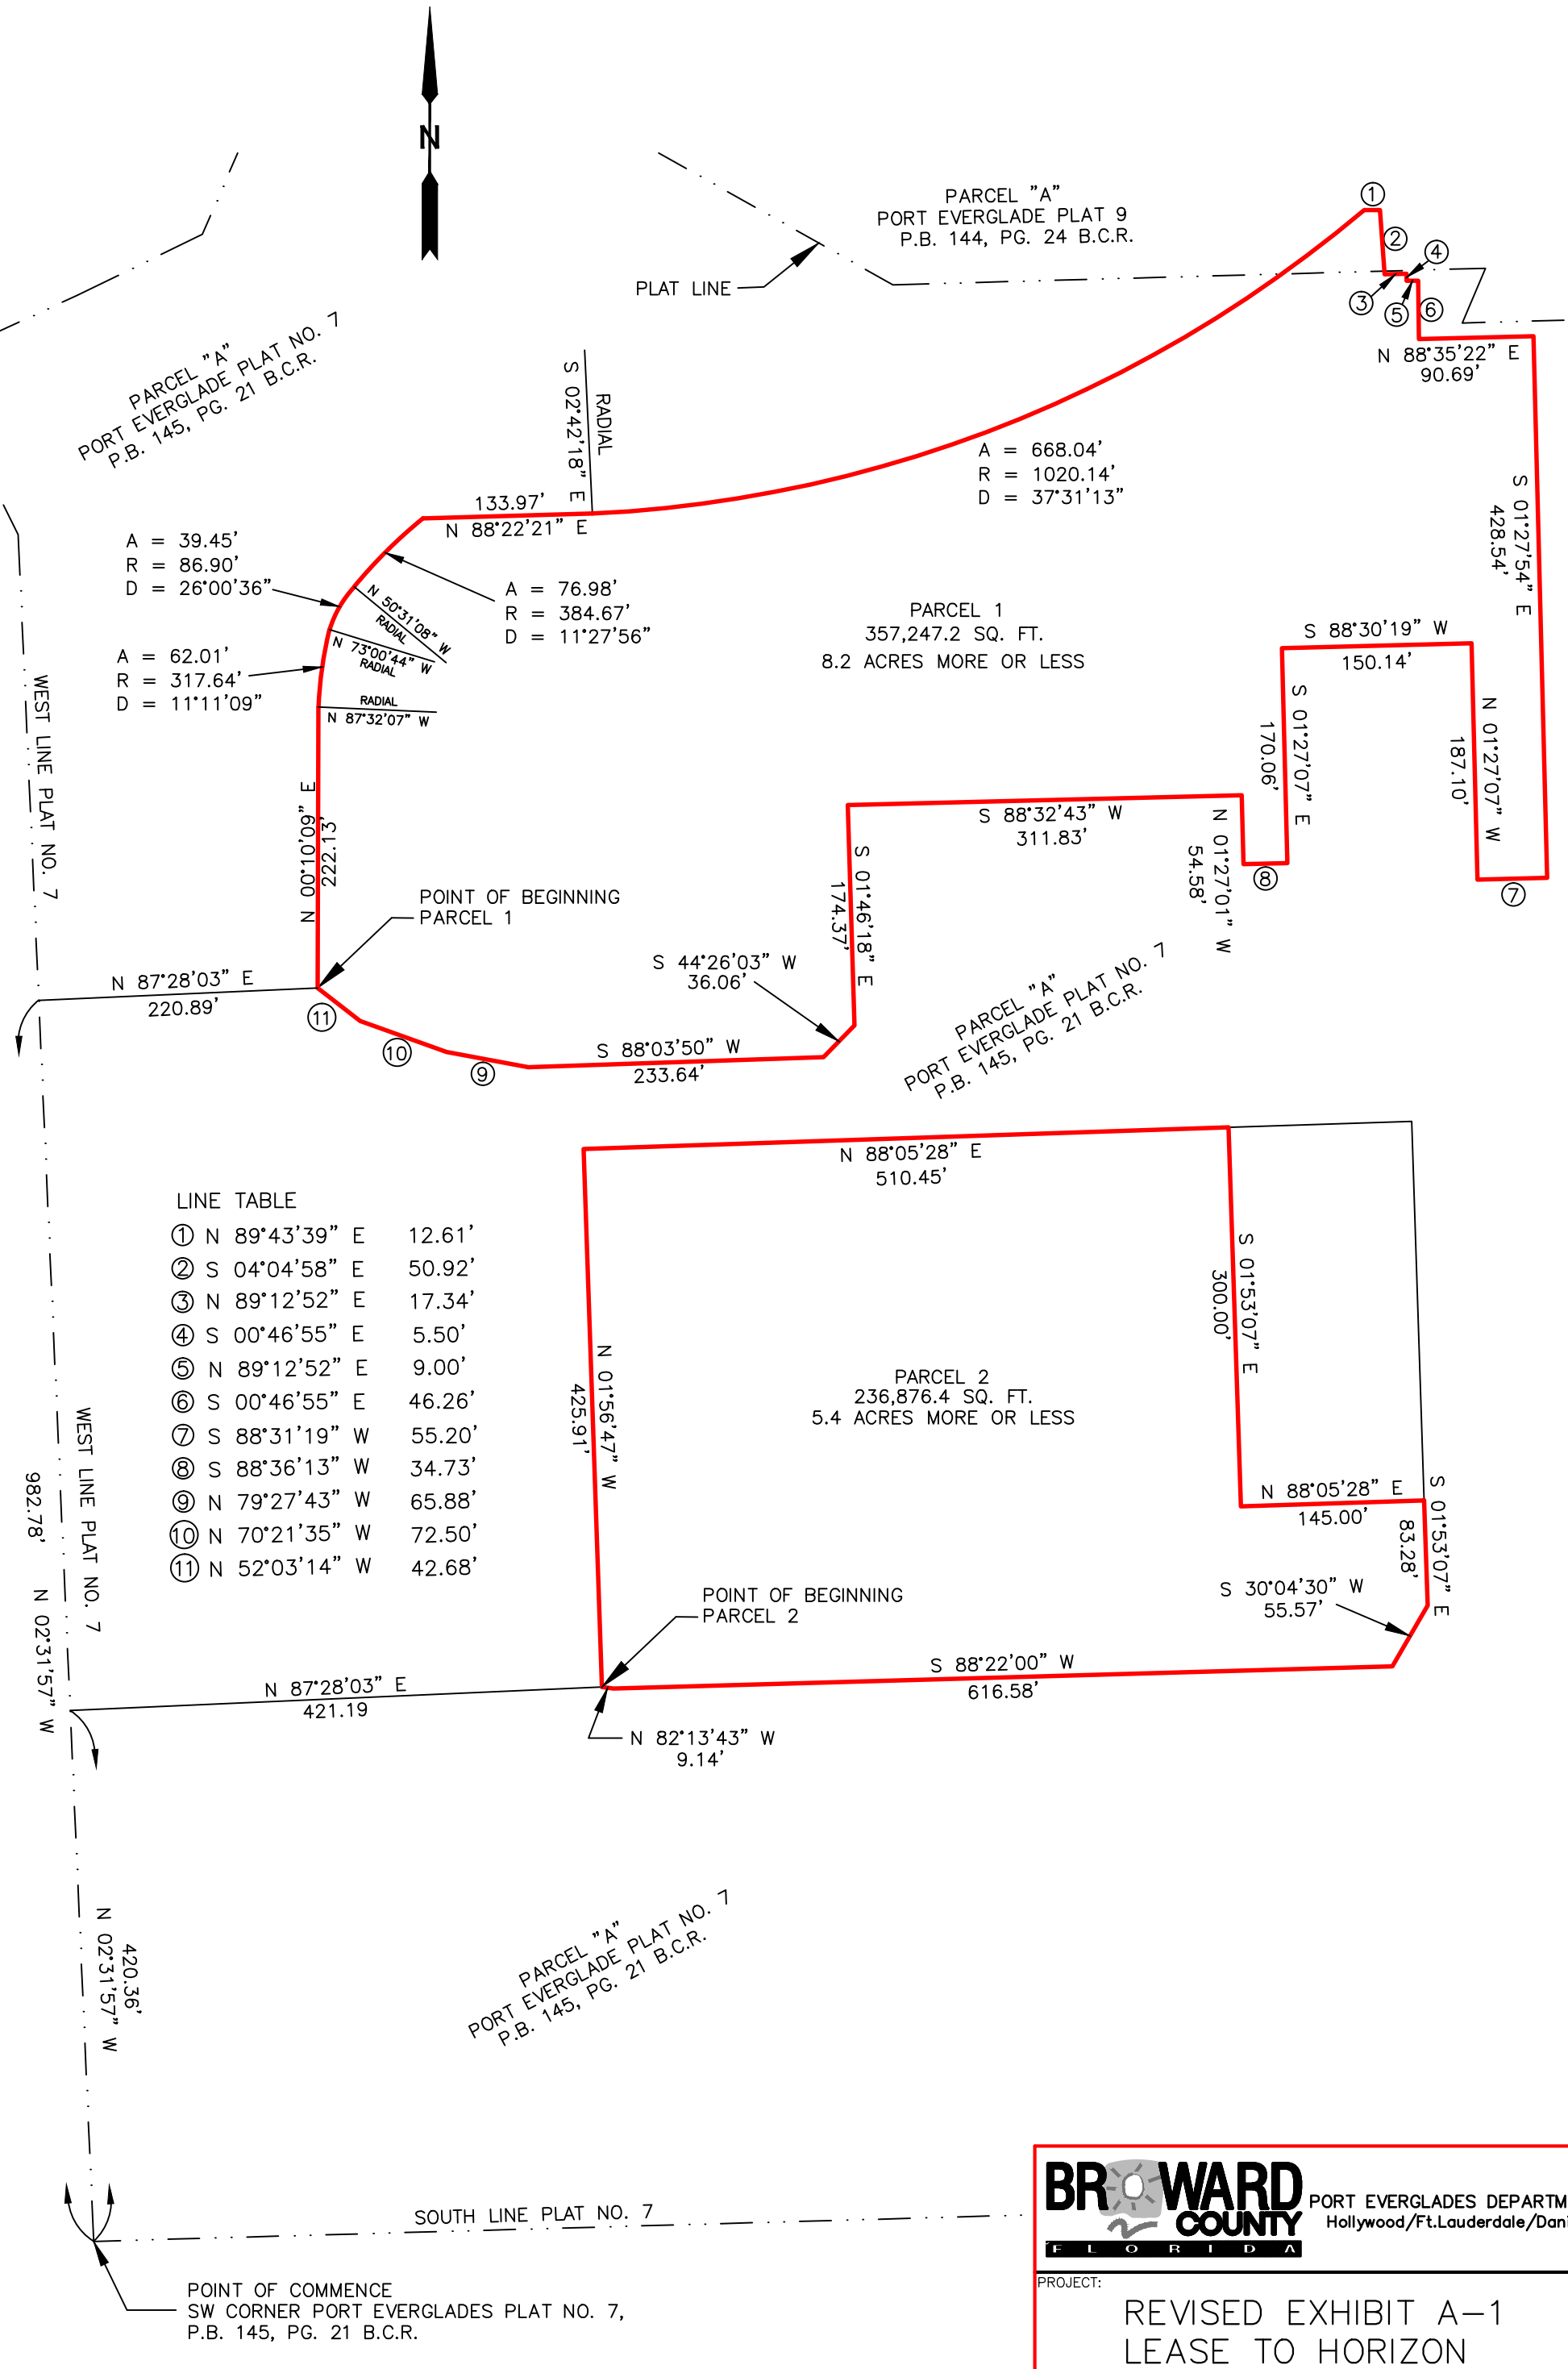 N
PARCEL "A"
PORT EVERGLADE PLAT 9
P.B. 144, PG. 24 B.C.R.
PLAT LINE
1
2
4
3
5
6
N 88°35'22" E
90.69'
PARCEL "A"
PORT EVERGLADE PLAT NO. 7
P.B. 145, PG. 21 B.C.R.
S 02°42'18" E
RADIAL
A = 668.04'
R = 1020.14'
D = 37°31'13"
133.97'
N 88°22'21" E
S 01°27'54" E
428.54'
A = 39.45'
R = 86.90'
D = 26°00'36"
A = 76.98'
R = 384.67'
D = 11°27'56"
N 50°31'08" W
RADIAL
N 73°00'44" W
RADIAL
A = 62.01'
R = 317.64'
D = 11°11'09"
RADIAL
N 87°32'07" W
PARCEL 1
357,247.2 SQ. FT.
8.2 ACRES MORE OR LESS
S 88°30'19" W
150.14'
S 01°27'07" E
170.06'
N 01°27'07" W
187.10'
WEST LINE PLAT NO. 7
N 00°10'09" E
222.13'
S 88°32'43" W
311.83'
N 01°27'01" W
54.58'
8
7
S 01°46'18" E
174.37'
POINT OF BEGINNING
PARCEL 1
S 44°26'03" W
36.06'
N 87°28'03" E
220.89'
11
10
9
S 88°03'50" W
233.64'
PARCEL "A"
PORT EVERGLADE PLAT NO. 7
P.B. 145, PG. 21 B.C.R.
N 88°05'28" E
510.45'
LINE TABLE
1 N 89°43'39" E 12.61'
2 S 04°04'58" E 50.92'
3 N 89°12'52" E 17.34'
4 S 00°46'55" E 5.50'
5 N 89°12'52" E 9.00'
6 S 00°46'55" E 46.26'
7 S 88°31'19" W 55.20'
8 S 88°36'13" W 34.73'
9 N 79°27'43" W 65.88'
10 N 70°21'35" W 72.50'
11 N 52°03'14" W 42.68'
S 01°53'07" E
300.00'
N 01°56'47" W
425.91'
PARCEL 2
236,876.4 SQ. FT.
5.4 ACRES MORE OR LESS
N 88°05'28" E
145.00'
S 01°53'07" E
83.28'
S 30°04'30" W
55.57'
WEST LINE PLAT NO. 7
982.78' N 02°31'57" W
POINT OF BEGINNING
PARCEL 2
S 88°22'00" W
616.58'
N 87°28'03" E
421.19
N 82°13'43" W
9.14'
420.36'
N 02°31'57" W
PARCEL "A"
PORT EVERGLADE PLAT NO. 7
P.B. 145, PG. 21 B.C.R.
SOUTH LINE PLAT NO. 7
POINT OF COMMENCE
SW CORNER PORT EVERGLADES PLAT NO. 7,
P.B. 145, PG. 21 B.C.R.
BROWARD
COUNTY
FLORIDA
PORT EVERGLADES DEPARTM
Hollywood/Ft.Lauderdale/Dani
PROJECT:
REVISED EXHIBIT A-1
LEASE TO HORIZON